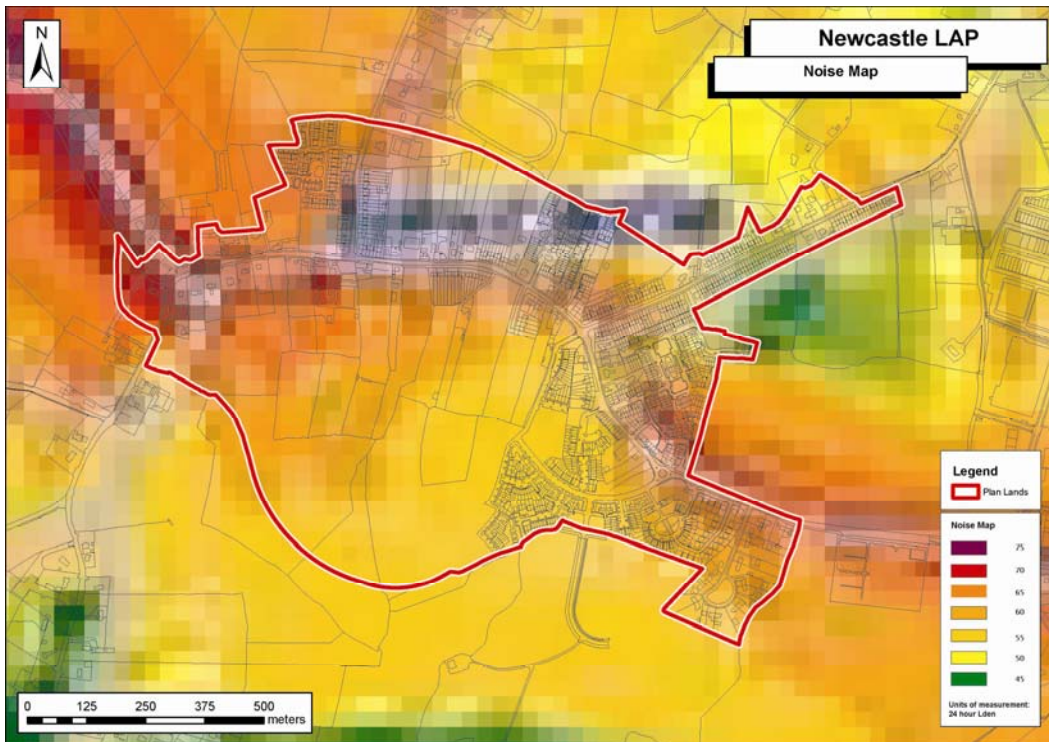 N
Newcastle LAP
Noise Map
Legend
Plan Lands
Noise Map
75
70
65
60
55
50
45
Units of measurement:
24 hour Lden
0 125 250 375 500
meters